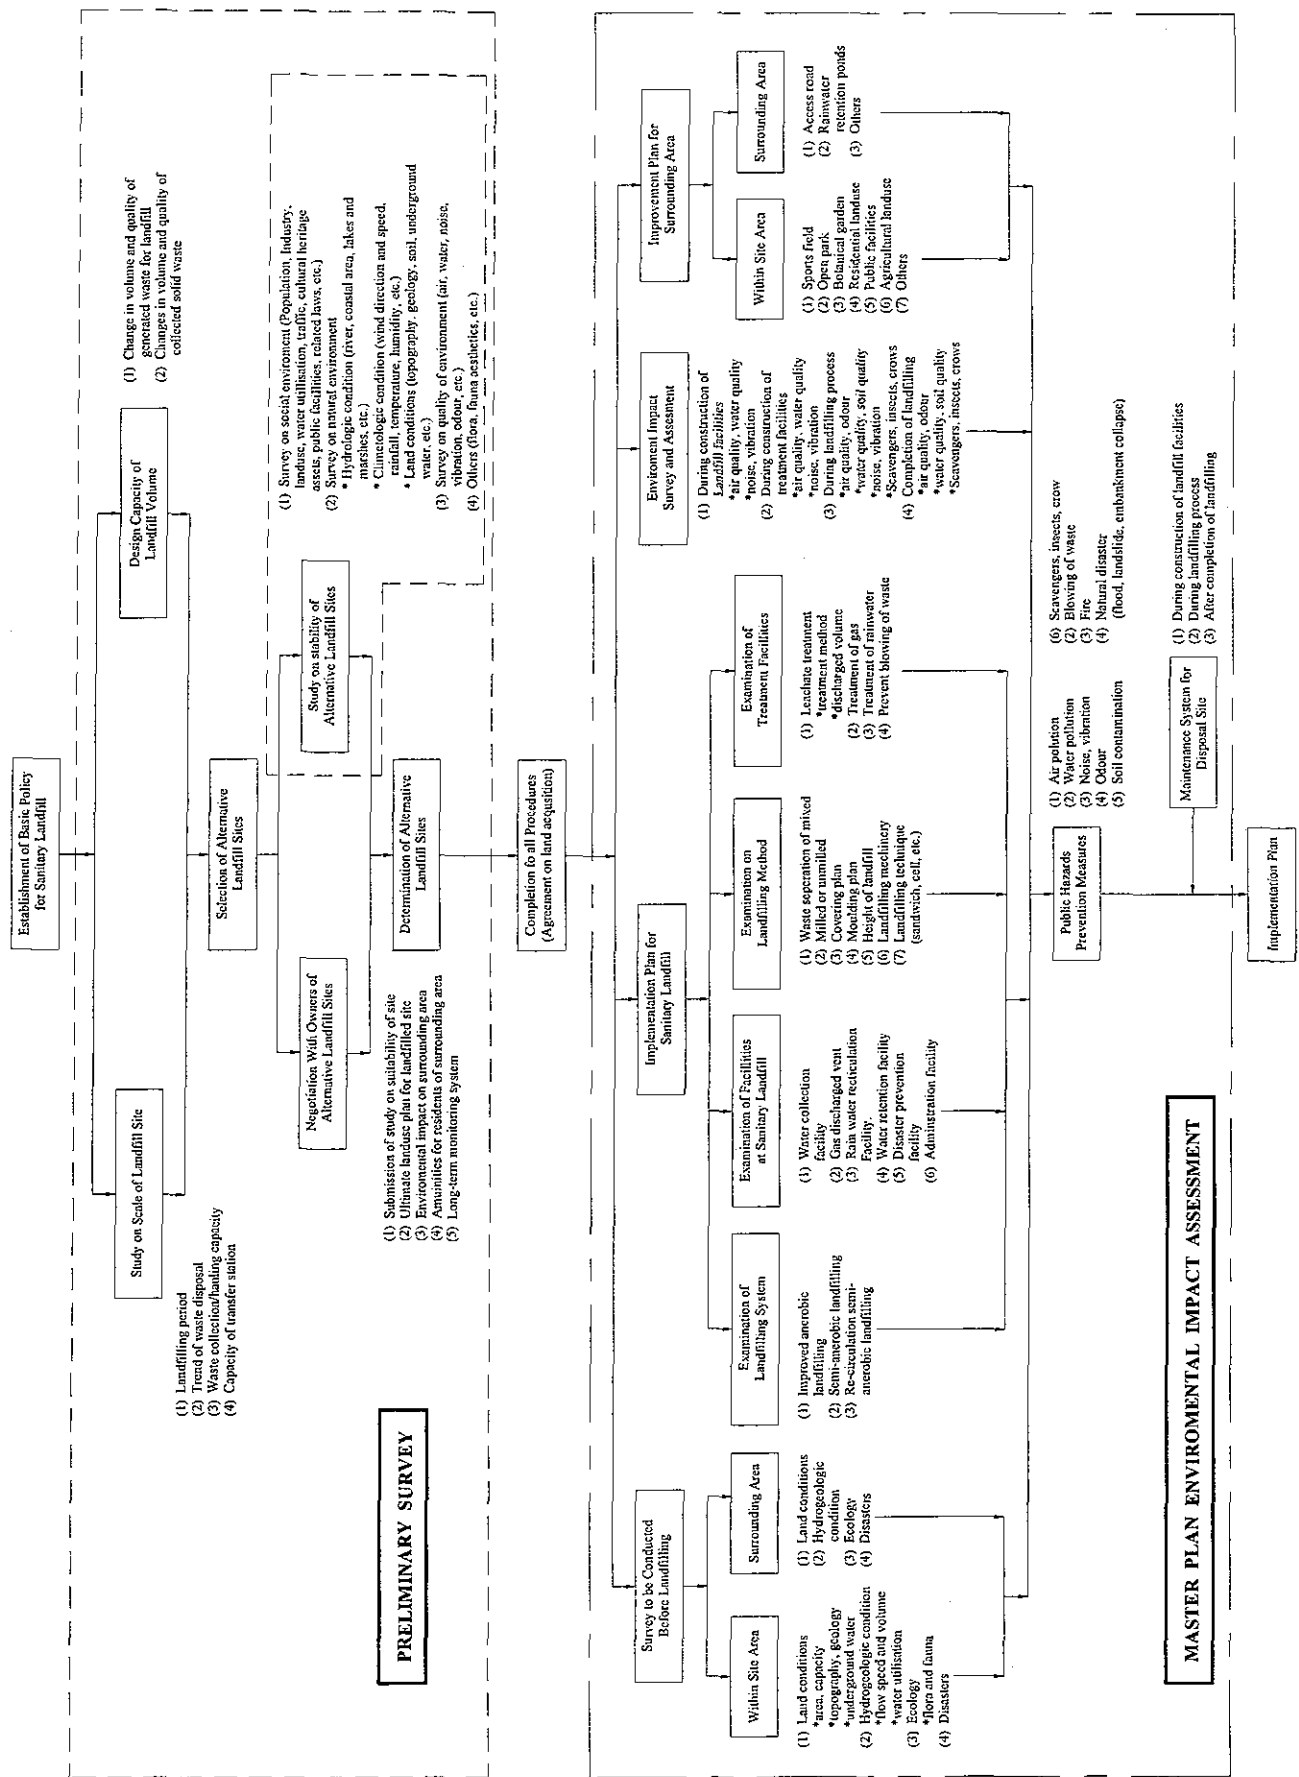 Establishment of Basic Policy
for Sanitary Landfill
Study on Scale of Landfill Site
(1) Landfilling period
(2) Trend of waste disposal
(3) Waste collection/hauling capacity
(4) Capacity of transfer station
Design Capacity of
Landfill Volume
(1) Change in volume and quality of
generated waste for landfill
(2) Changes in volume and quality of
collected solid waste
Selection of Alternative
Landfill Sites
Negotiation With Owners of
Alternative Landfill Sites
Study on stability of
Alternative Landfill Sites
(1) Survey on social enviroment (Population, Industry,
landuse, water utilisation, traffic, cultural heritage
assets, public facilities, related laws, etc.)
(2) Survey on natural environment
* Hydrologic condition (river, coastal area, lakes and
marshes, etc.)
* Climetologic condition (wind direction and speed,
rainfall, temperature, humidity, etc.)
* Land conditions (topography. geology, soil, underground
water, etc.)
(3) Survey on quality of environment (air, water, noise,
vibration, odour, etc.)
(4) Others (flora, fauna aesthetics, etc.)
Determination of Alternative
Landfill Sites
(1) Submission of study on suitability of site
(2) Ultimate landuse plan for landfilled site
(3) Enviromental impact on surrounding area
(4) Amuinities for residents of surrounding area
(5) Long-term monitoring system
PRELIMINARY SURVEY
Completion fo all Procedures
(Agreement on land acqusition)
Survey to be Conducted
Before Landfilling
Implementation Plan for
Sanitary Landfill
Enviroment Impact
Survey and Assesment
Improvement Plan for
Surrounding Area
Within Site Area
(1) Land conditions
*area, capacity
*topography, geology
*underground water
(2) Hydrogeologic condition
*flow speed and volume
*water utilisation
(3) Ecology
*flora and fauna
(4) Disasters
Surrounding Area
(1) Land conditions
(2) Hydrogeologic
condition
(3) Ecology
(4) Disasters
Examination of
Landfilling System
(1) Improved anerobic
landfilling
(2) Semi-anerobic landfilling
(3) Re-circulation semi-
anerobic landfilling
Examination of Facilities
at Sanitary Landfill
(1) Water collection
facility
(2) Gas discharged vent
(3) Rain water recticulation
Facility.
(4) Water retention facility
(5) Disaster prevention
facility
(6) Adminstration facility
Examination on
Landfilling Method
(1) Waste seperation of mixed
(2) Milled or unmilled
(3) Covering plan
(4) Moulding plan
(5) Height of landfill
(6) Landfilling mechinery
(7) Landfilling technique
(sandwich, cell, etc.)
Examination of
Treatment Facilities
(1) Leachate treatment
*treatment method
*discharged volume
(2) Treatment of gas
(3) Treatment of rainwater
(4) Prevent blowing of waste
(1) During construction of
Landfill Facilities
*air quality, water quality
*noise, vibration
(2) During construction of
treatment facilities
*air quality, water quality
*noise, vibration
(3) During landfilling process
*air quality, odour
*water quality, soil quality
*noise, vibration
*Scavengers, insects, crows
(4) Completion of landfilling
*air quality, odour
*water quality. soil quality
*Scavengers, insects, crows
Within Site Area
(1) Sports field
(2) Open park
(3) Botanical garden
(4) Residential landuse
(5) Public facilities
(6) Agricultural landuse
(7) Others
Surrounding Area
(1) Access road
(2) Rainwater
retention ponds
(3) Others
Public Hazards
Prevention Measures
(1) Air polution
(2) Water pollution
(3) Noise, vibration
(4) Odour
(5) Soil contamination
(6) Scavengers, insects, crow
(2) Blowing of waste
(3) Fire
(4) Natural disaster
(flood, landslide, embankment collapse)
Maintenance System for
Disposal Site
(1) During construction of landfill facilities
(2) During landfilling process
(3) After completion of landfilling
MASTER PLAN ENVIROMENTAL IMPACT ASSESSMENT
Implementation Plan